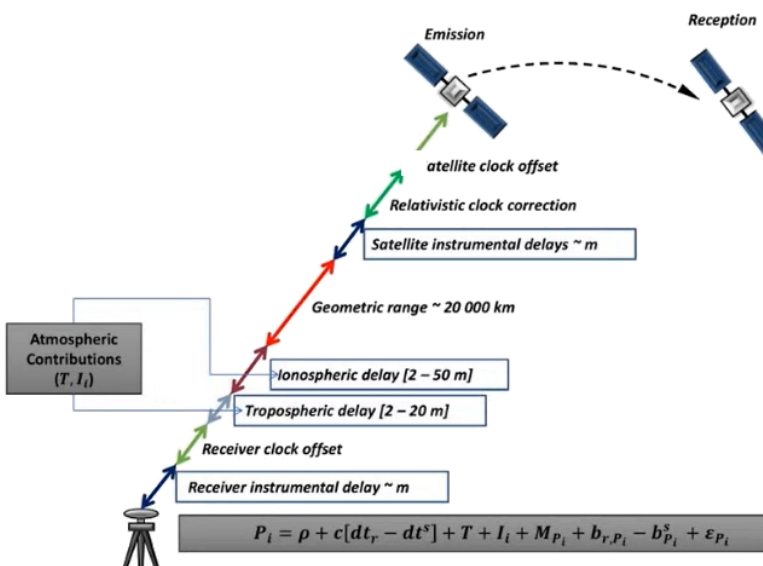 Reception
Emission
atellite clock offset
Relativistic clock correction
Satellite instrumental delays ~ m
Geometric range ~ 20 000 km
Atmospheric
Contributions
(T, I_i)
Ionospheric delay [2 – 50 m]
Tropospheric delay [2 – 20 m]
Receiver clock offset
Receiver instrumental delay ~ m
P_i = ρ + c[dt_r − dt^s] + T + I_i + M_{P_i} + b_{r,P_i} − b^s_{P_i} + ε_{P_i}